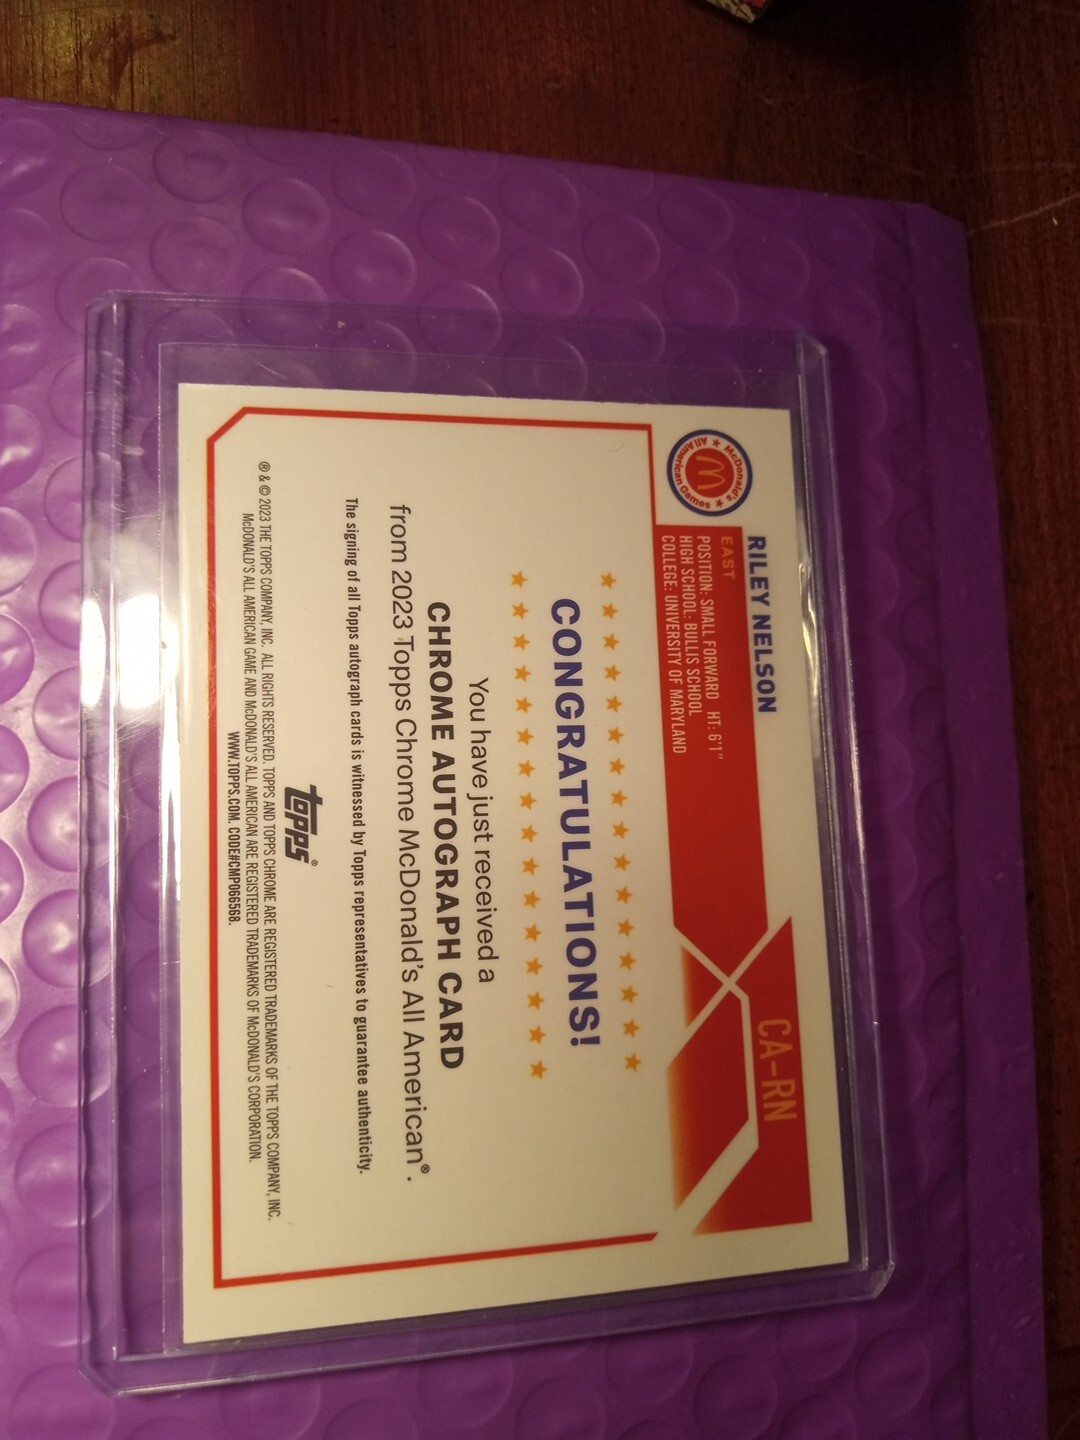 RILEY NELSON
CA-RN
EAST
POSITION: SMALL FORWARD HT: 6'1"
HIGH SCHOOL: BULLIS SCHOOL
COLLEGE: UNIVERSITY OF MARYLAND
McDonald's
All American Games
CONGRATULATIONS!
You have just received a
CHROME AUTOGRAPH CARD
from 2023 Topps Chrome McDonald's All American®.
The signing of all Topps autograph cards is witnessed by Topps representatives to guarantee authenticity.
topps®
® & © 2023 THE TOPPS COMPANY, INC. ALL RIGHTS RESERVED. TOPPS AND TOPPS CHROME ARE REGISTERED TRADEMARKS OF THE TOPPS COMPANY, INC.
McDONALD'S ALL AMERICAN GAME AND McDONALD'S ALL AMERICAN ARE REGISTERED TRADEMARKS OF McDONALD'S CORPORATION.
WWW.TOPPS.COM. CODE#CMP066568.